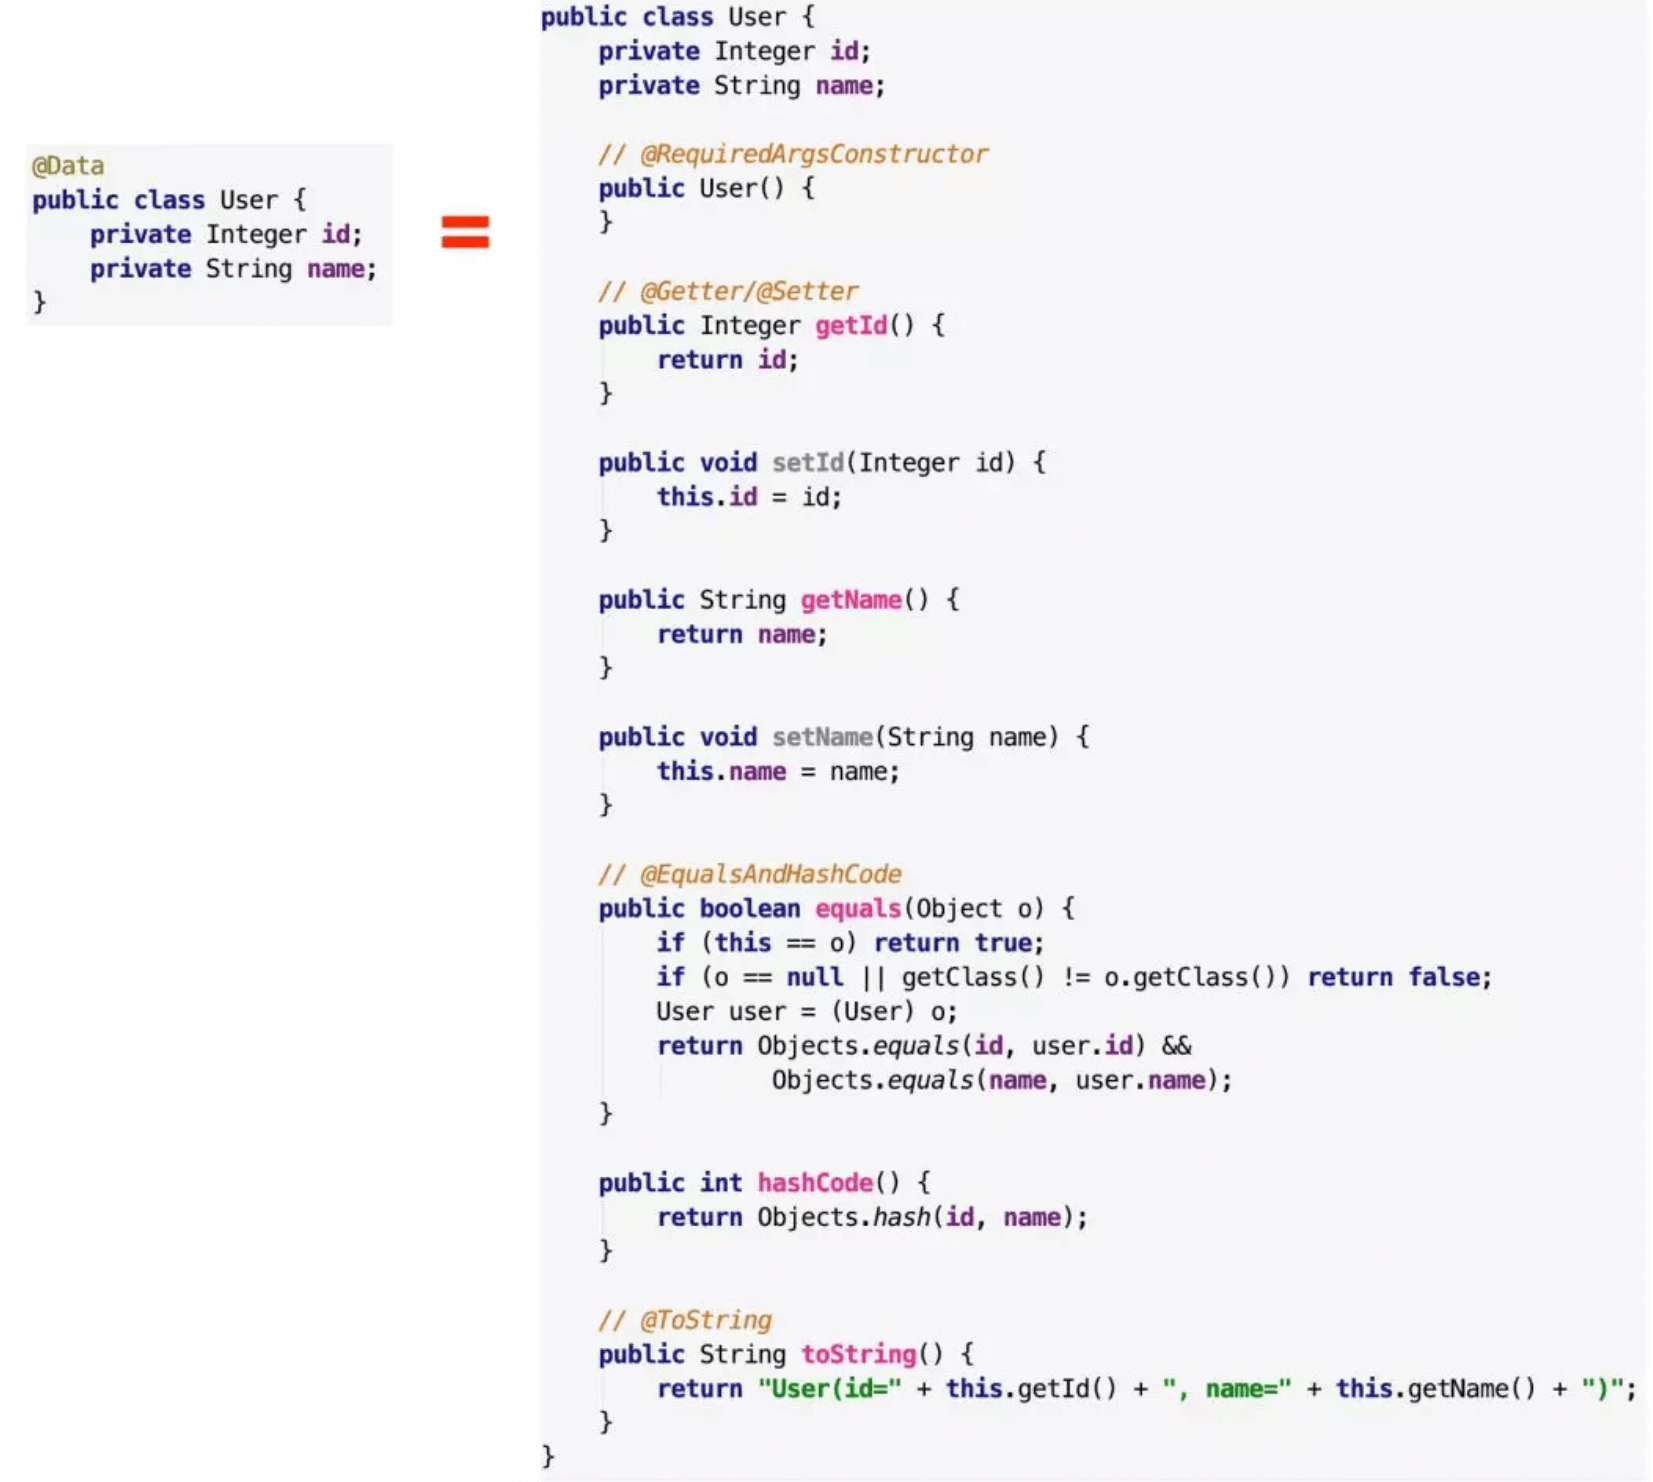 @Data
public class User {
    private Integer id;
    private String name;
}
=
public class User {
    private Integer id;
    private String name;

    // @RequiredArgsConstructor
    public User() {
    }

    // @Getter/@Setter
    public Integer getId() {
        return id;
    }

    public void setId(Integer id) {
        this.id = id;
    }

    public String getName() {
        return name;
    }

    public void setName(String name) {
        this.name = name;
    }

    // @EqualsAndHashCode
    public boolean equals(Object o) {
        if (this == o) return true;
        if (o == null || getClass() != o.getClass()) return false;
        User user = (User) o;
        return Objects.equals(id, user.id) &&
                Objects.equals(name, user.name);
    }

    public int hashCode() {
        return Objects.hash(id, name);
    }

    // @ToString
    public String toString() {
        return "User(id=" + this.getId() + ", name=" + this.getName() + ")";
    }
}